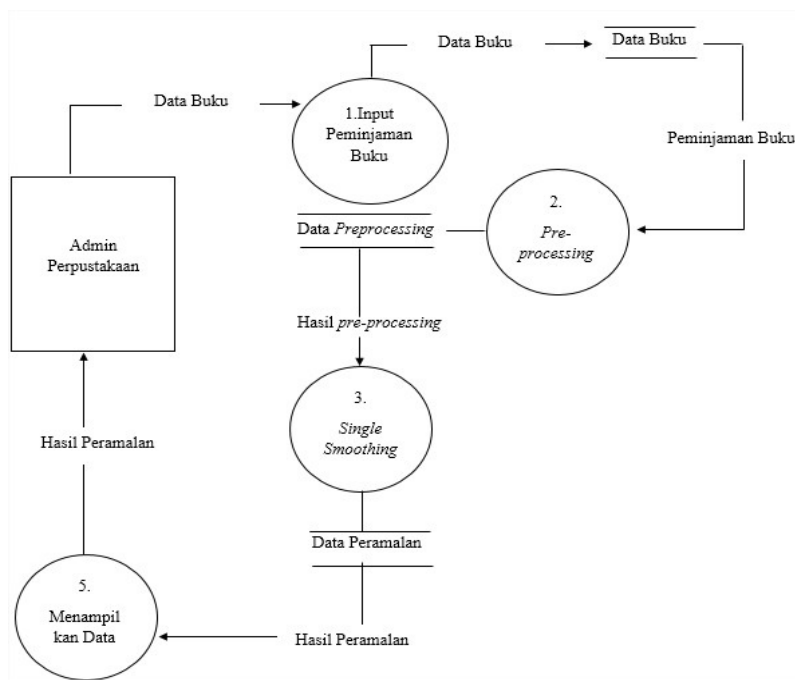 Data Buku
Data Buku
Data Buku
1.Input
Peminjaman
Buku
Peminjaman Buku
2.
Pre-
processing
Data Preprocessing
Admin
Perpustakaan
Hasil pre-processing
3.
Single
Smoothing
Hasil Peramalan
Data Peramalan
5.
Menampil
kan Data
Hasil Peramalan